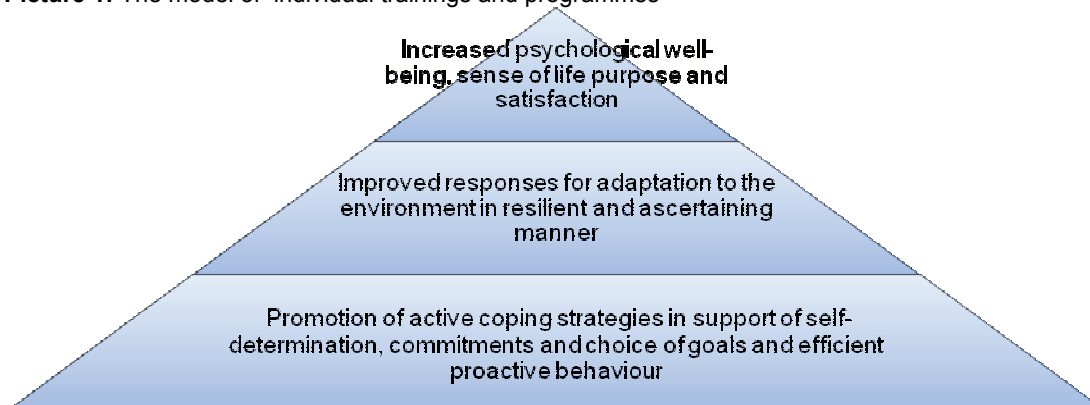 Picture 1. The model of individual trainings and programmes
Increased psychological well-
being, sense of life purpose and
satisfaction
Improved responses for adaptation to the
environment in resilient and ascertaining
manner
Promotion of active coping strategies in support of self-
determination, commitments and choice of goals and efficient
proactive behaviour